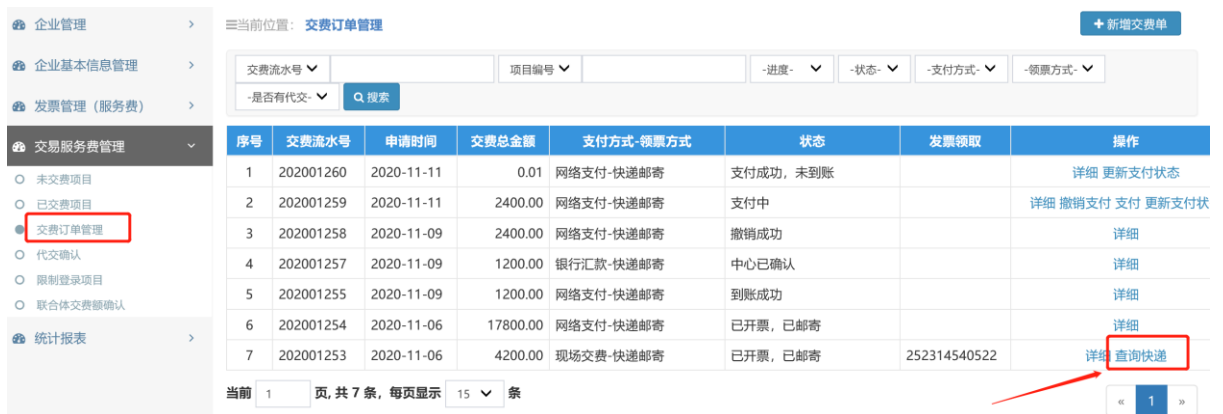 企业管理
企业基本信息管理
发票管理（服务费）
交易服务费管理
未交费项目
已交费项目
交费订单管理
代交确认
限制登录项目
联合体交费额确认
统计报表
当前位置： 交费订单管理
新增交费单
交费流水号 项目编号 -进度- -状态- -支付方式- -领票方式-
-是否有代交- 搜索
序号 交费流水号 申请时间 交费总金额 支付方式-领票方式 状态 发票领取 操作
1 202001260 2020-11-11 0.01 网络支付-快递邮寄 支付成功，未到账 详细 更新支付状态
2 202001259 2020-11-11 2400.00 网络支付-快递邮寄 支付中 详细 撤销支付 支付 更新支付状
3 202001258 2020-11-09 2400.00 网络支付-快递邮寄 撤销成功 详细
4 202001257 2020-11-09 1200.00 银行汇款-快递邮寄 中心已确认 详细
5 202001255 2020-11-09 1200.00 网络支付-快递邮寄 到账成功 详细
6 202001254 2020-11-06 17800.00 网络支付-快递邮寄 已开票，已邮寄 详细
7 202001253 2020-11-06 4200.00 现场交费-快递邮寄 已开票，已邮寄 252314540522 详细 查询快递
当前 1 页, 共 7 条，每页显示 15 条
« 1 »